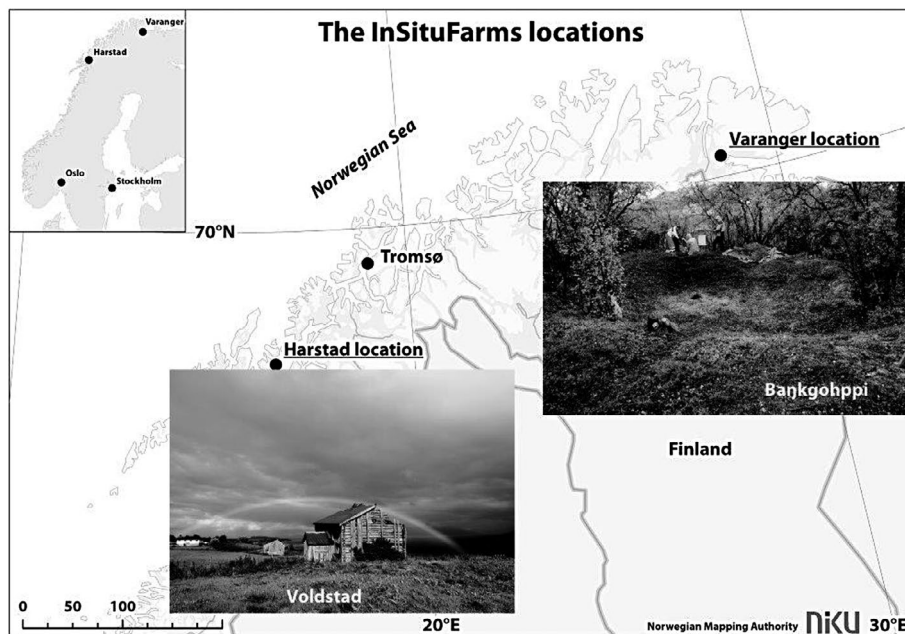 The InSituFarms locations
Varanger
Harstad
Oslo
Stockholm
Norwegian Sea
Varanger location
70°N
Tromsø
Harstad location
Baŋkgohppi
Finland
Voldstad
0 50 100
20°E
Norwegian Mapping Authority NIKU 30°E